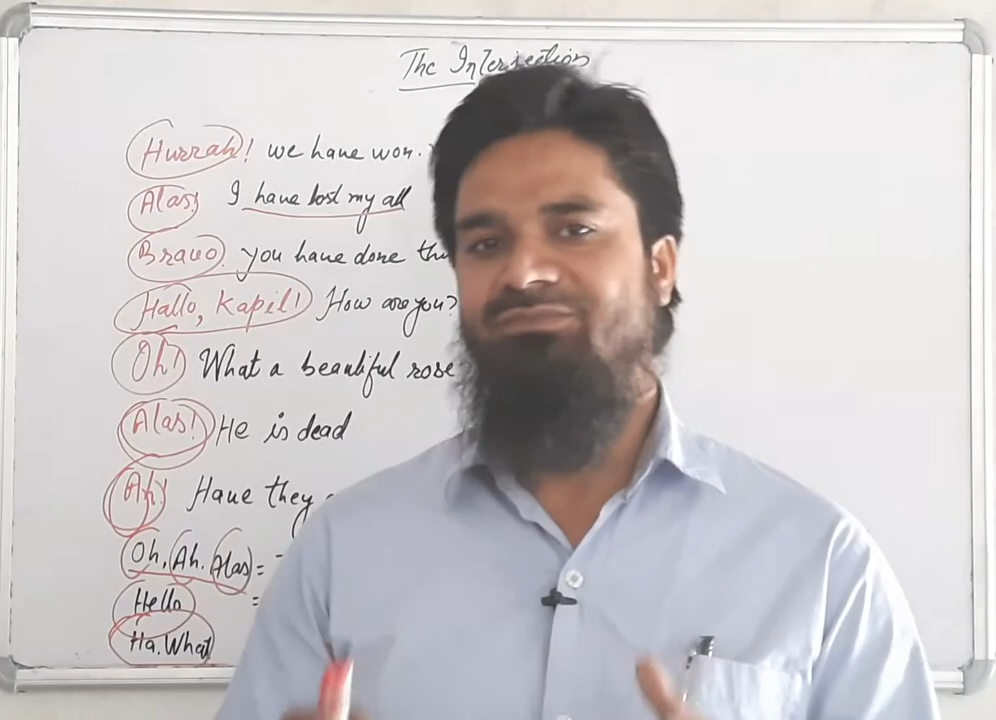 The Interjection
Hurrah! we have won.
Alas! I have lost my all
Bravo. you have done
Hallo, Kapil! How are you?
Oh! What a beautiful rose
Alas! He is dead
Ah! Have they
Oh, Ah. Alas =
Hello =
Ha. What